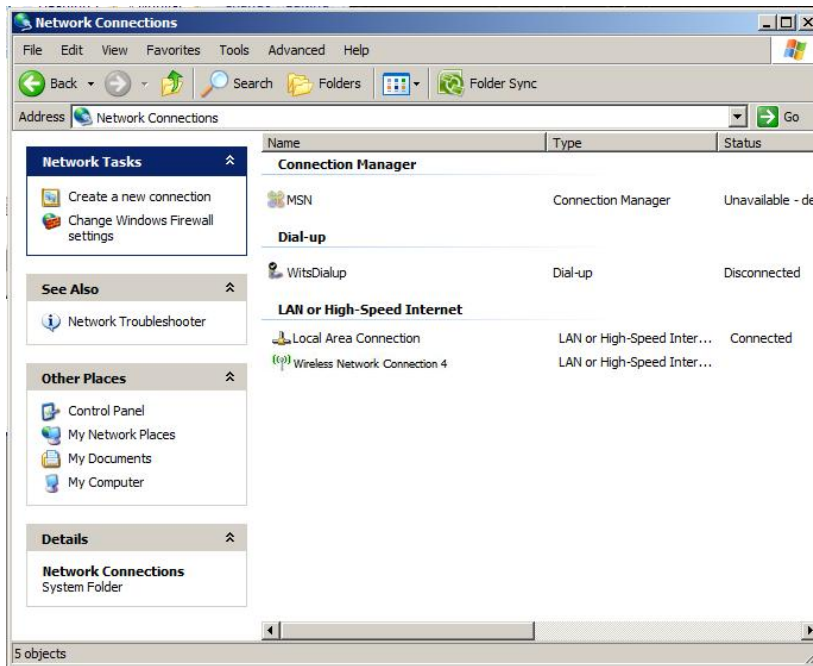 Network Connections
File Edit View Favorites Tools Advanced Help
Back Search Folders Folder Sync
Address Network Connections Go
Name Type Status
Network Tasks
Create a new connection
Change Windows Firewall
settings
See Also
Network Troubleshooter
Other Places
Control Panel
My Network Places
My Documents
My Computer
Details
Network Connections
System Folder
Connection Manager
MSN Connection Manager Unavailable - de
Dial-up
WitsDialup Dial-up Disconnected
LAN or High-Speed Internet
Local Area Connection LAN or High-Speed Inter... Connected
Wireless Network Connection 4 LAN or High-Speed Inter...
5 objects